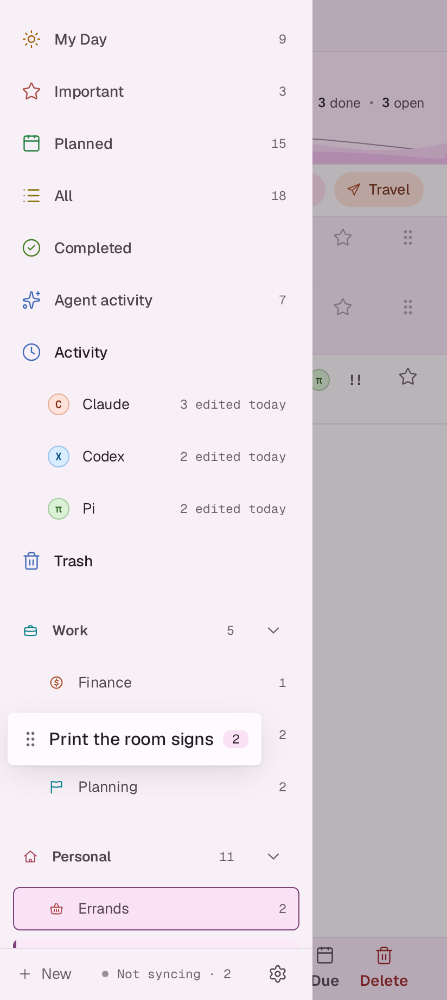 My Day 9
Important 3
Planned 15
All 18
Completed
Agent activity 7
Activity
C Claude 3 edited today
X Codex 2 edited today
π Pi 2 edited today
Trash
Work 5
Finance 1
Print the room signs 2
2
Planning 2
Personal 11
Errands 2
+ New Not syncing · 2
3 done • 3 open
Travel
π !!
Due Delete